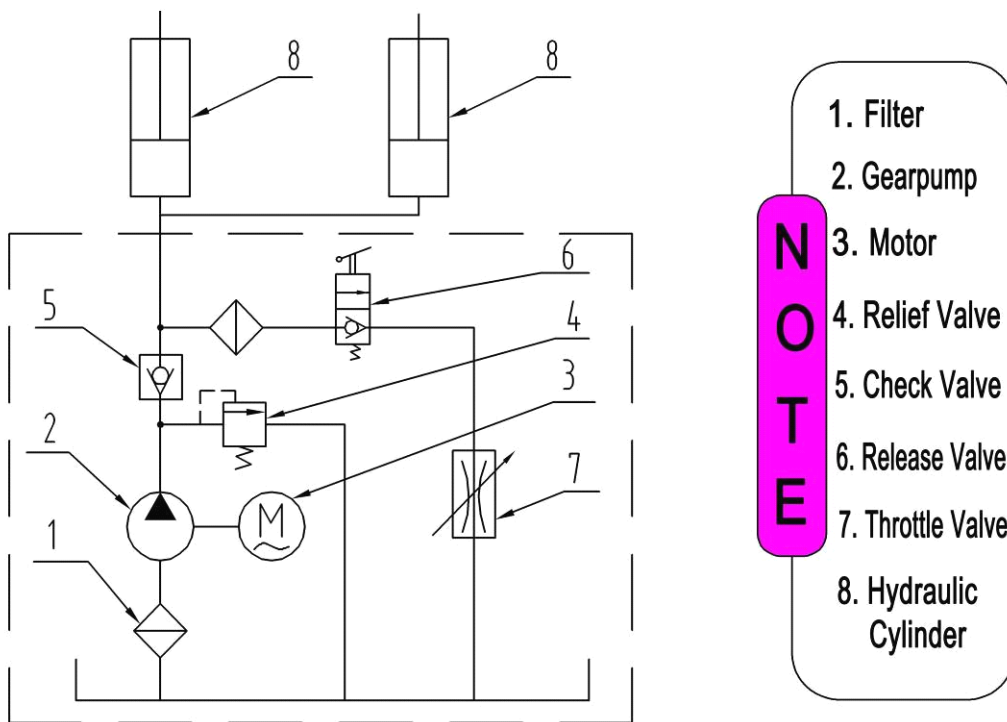 8
8
6
5
4
3
2
M
7
1
NOTE
1. Filter
2. Gearpump
3. Motor
4. Relief Valve
5. Check Valve
6. Release Valve
7. Throttle Valve
8. Hydraulic
Cylinder